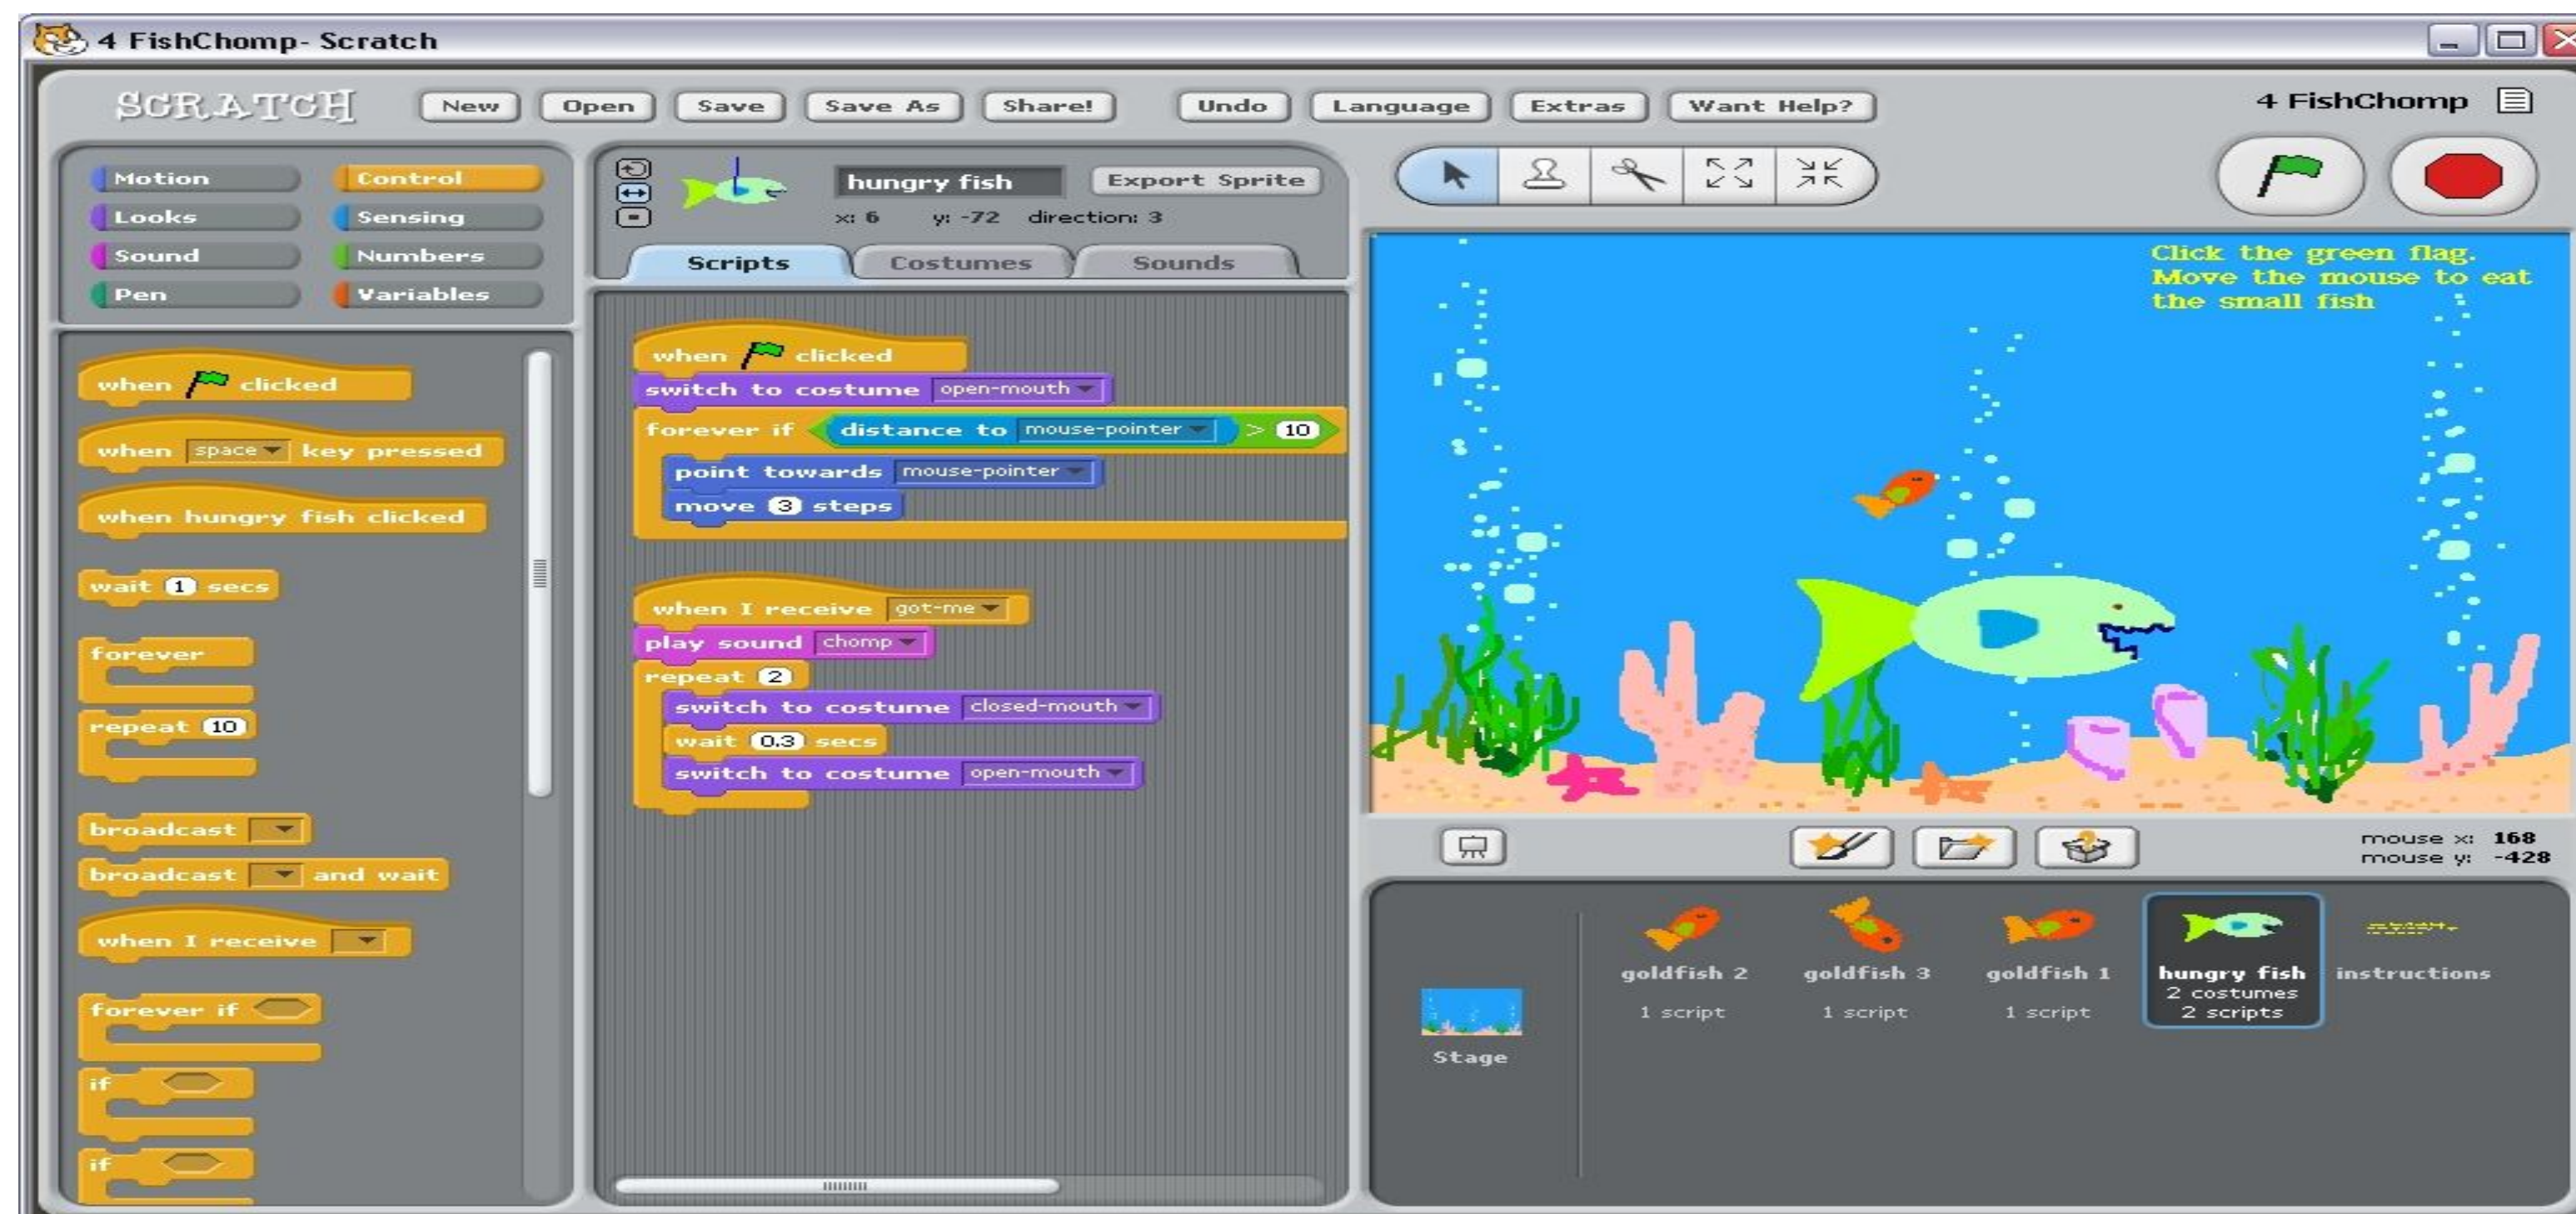 4 FishChomp- Scratch
SCRATCH
New
Open
Save
Save As
Share!
Undo
Language
Extras
Want Help?
4 FishChomp
Motion
Control
Looks
Sensing
Sound
Numbers
Pen
Variables
when clicked
when space key pressed
when hungry fish clicked
wait 1 secs
forever
repeat 10
broadcast
broadcast and wait
when I receive
forever if
if
if
hungry fish
Export Sprite
x: 6 y: -72 direction: 3
Scripts
Costumes
Sounds
when clicked
switch to costume open-mouth
forever if distance to mouse-pointer > 10
point towards mouse-pointer
move 3 steps
when I receive got-me
play sound chomp
repeat 2
switch to costume closed-mouth
wait 0.3 secs
switch to costume open-mouth
Click the green flag.
Move the mouse to eat
the small fish
mouse x: 168
mouse y: -428
Stage
goldfish 2
1 script
goldfish 3
1 script
goldfish 1
1 script
hungry fish
2 costumes
2 scripts
instructions